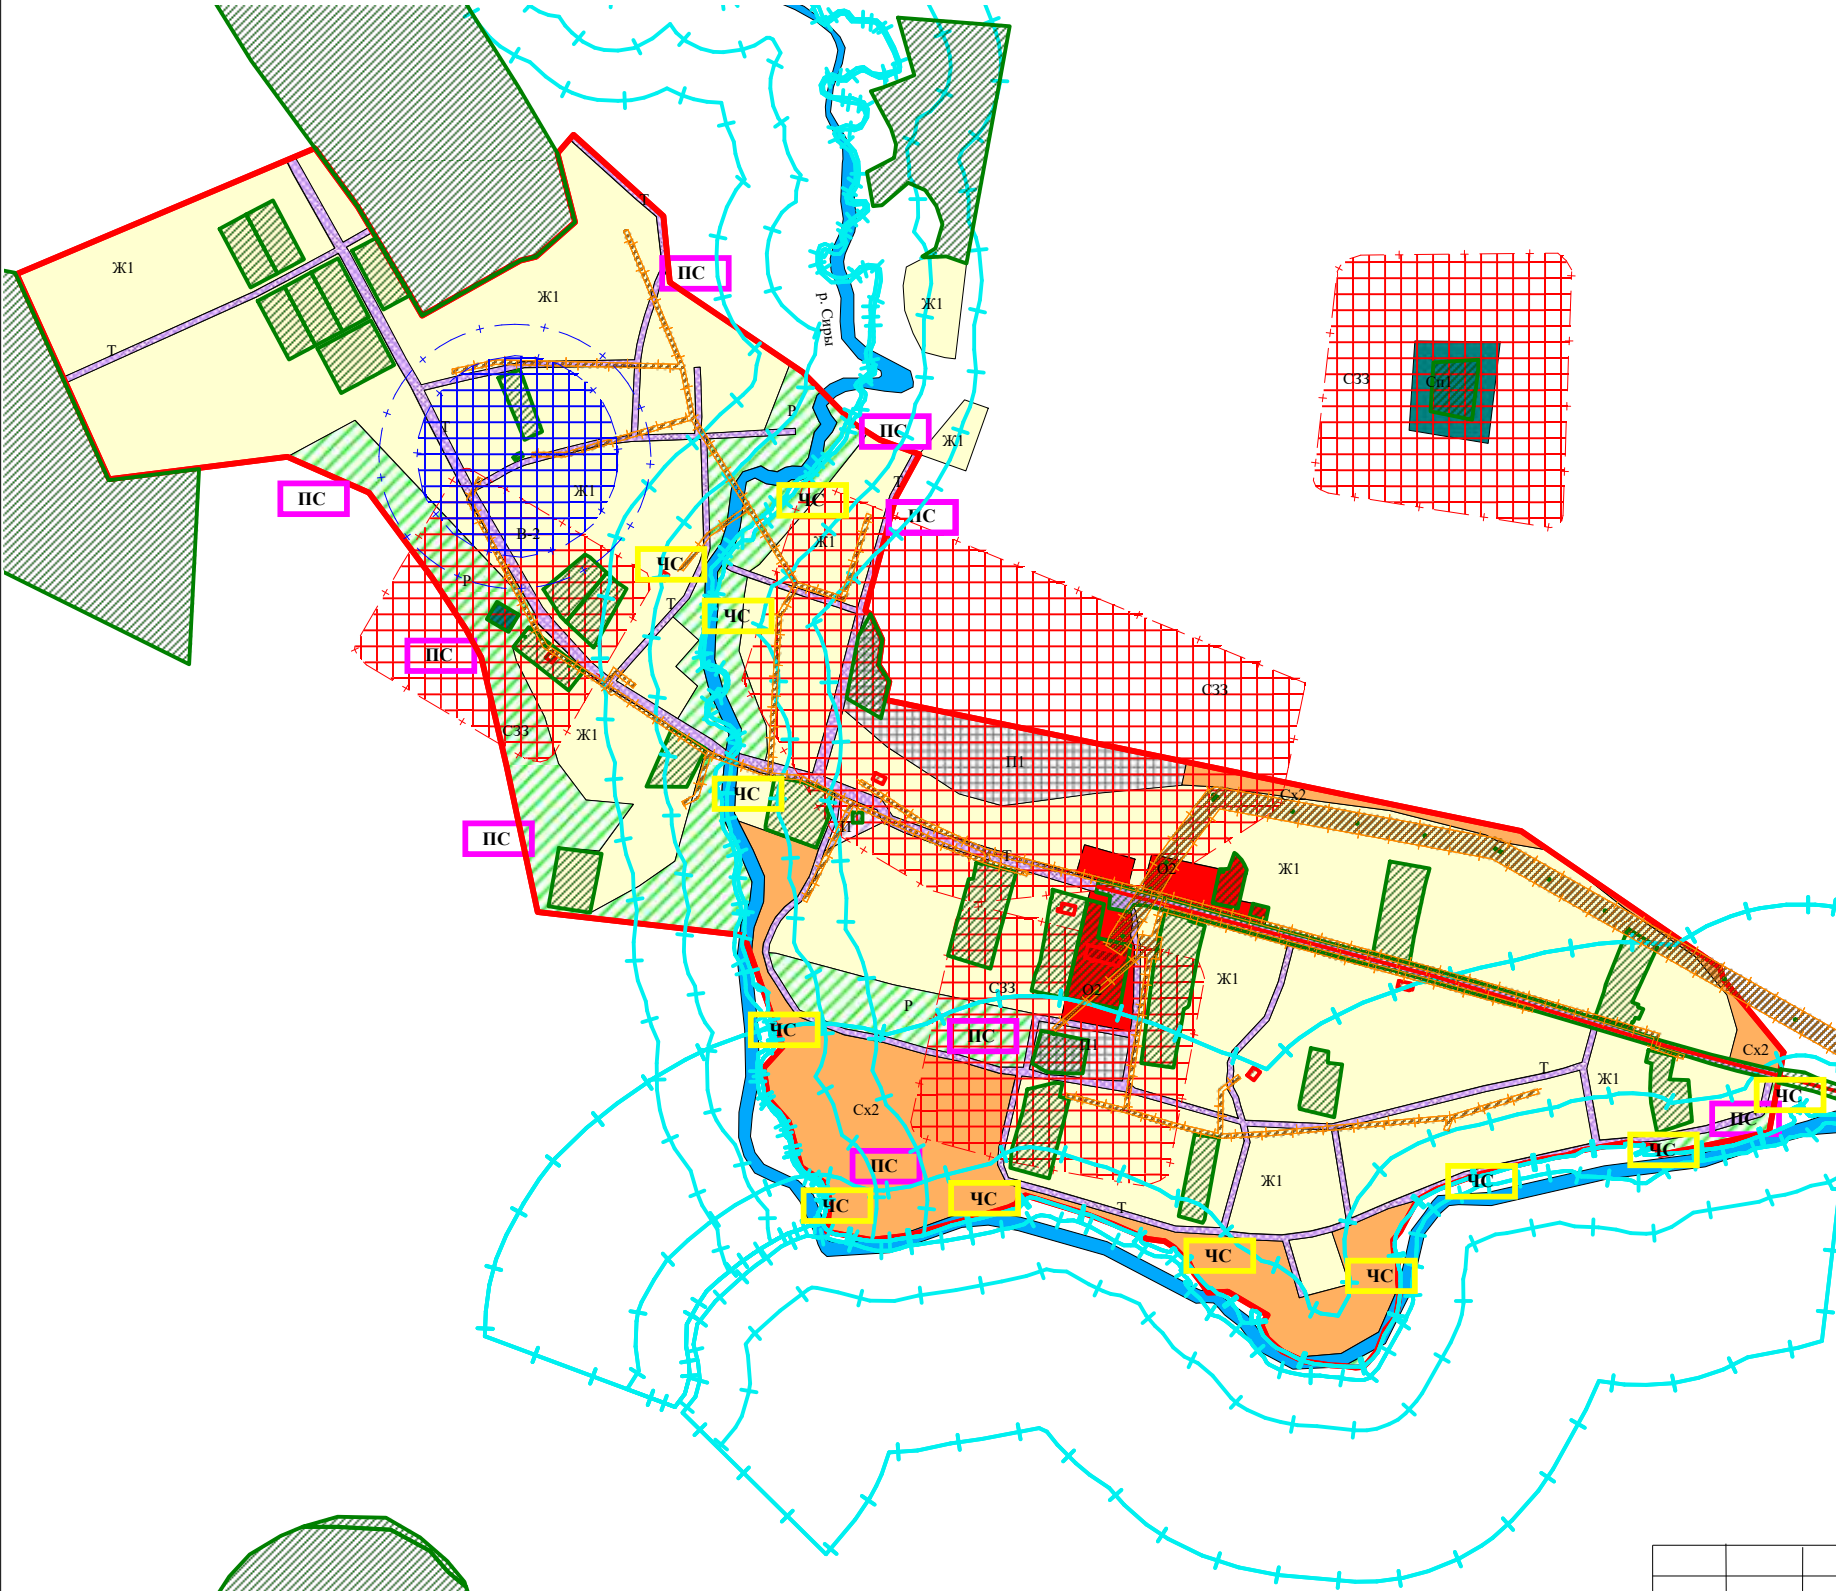 Т
Ж1
ПС
Ж1
р. Сиры
Ж1
Т
СЗЗ
Сп1
Р
ПС
Ж1
Т
Ж1
ПС
ЧС
ПС
В-2
Ж1
ЧС
Р
Т
ЧС
ПС
СЗЗ
СЗЗ
Ж1
П1
ЧС
Сх2
И
ПС
Т
О2
Ж1
Ж1
СЗЗ
О2
Р
ЧС
ПС
П1
Сх2
Т
Ж1
Сх2
ЧС
ПС
ЧС
ПС
ЧС
Ж1
ЧС
ЧС
Т
ЧС
ЧС